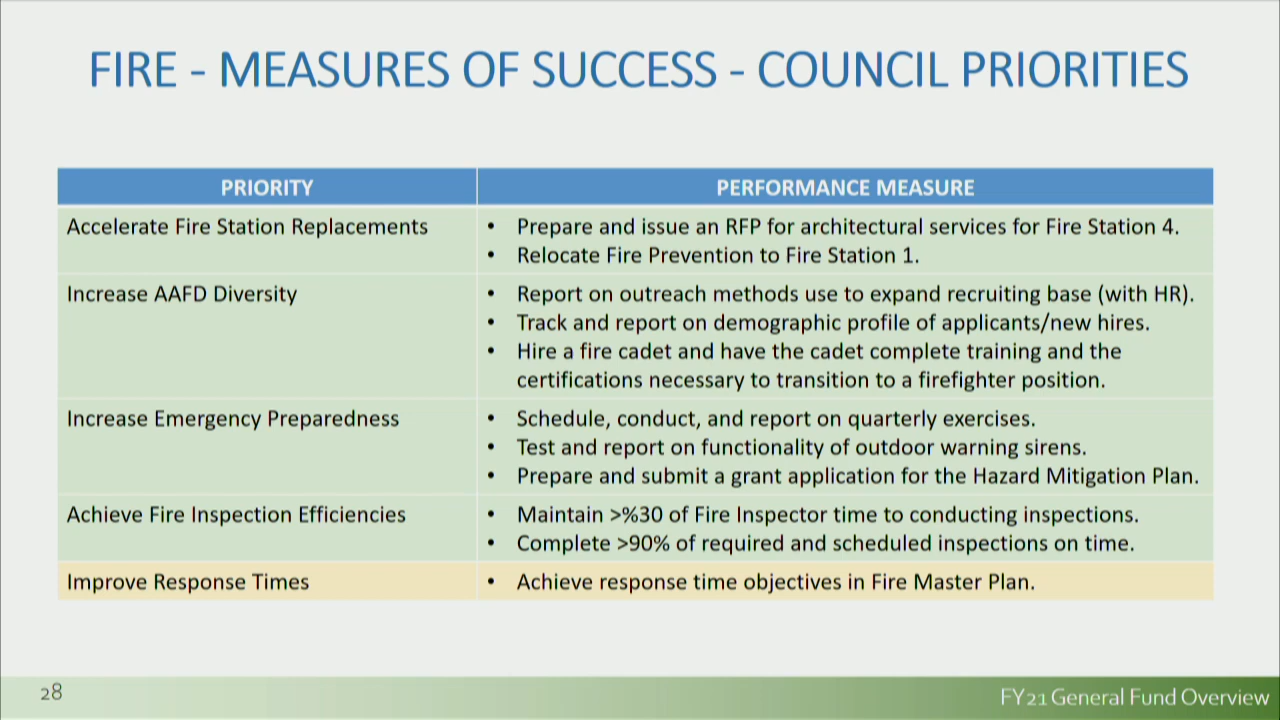 FIRE - MEASURES OF SUCCESS - COUNCIL PRIORITIES
PRIORITY
PERFORMANCE MEASURE
Accelerate Fire Station Replacements
• Prepare and issue an RFP for architectural services for Fire Station 4.
• Relocate Fire Prevention to Fire Station 1.
Increase AAFD Diversity
• Report on outreach methods use to expand recruiting base (with HR).
• Track and report on demographic profile of applicants/new hires.
• Hire a fire cadet and have the cadet complete training and the
certifications necessary to transition to a firefighter position.
Increase Emergency Preparedness
• Schedule, conduct, and report on quarterly exercises.
• Test and report on functionality of outdoor warning sirens.
• Prepare and submit a grant application for the Hazard Mitigation Plan.
Achieve Fire Inspection Efficiencies
• Maintain >%30 of Fire Inspector time to conducting inspections.
• Complete >90% of required and scheduled inspections on time.
Improve Response Times
• Achieve response time objectives in Fire Master Plan.
28
FY21 General Fund Overview